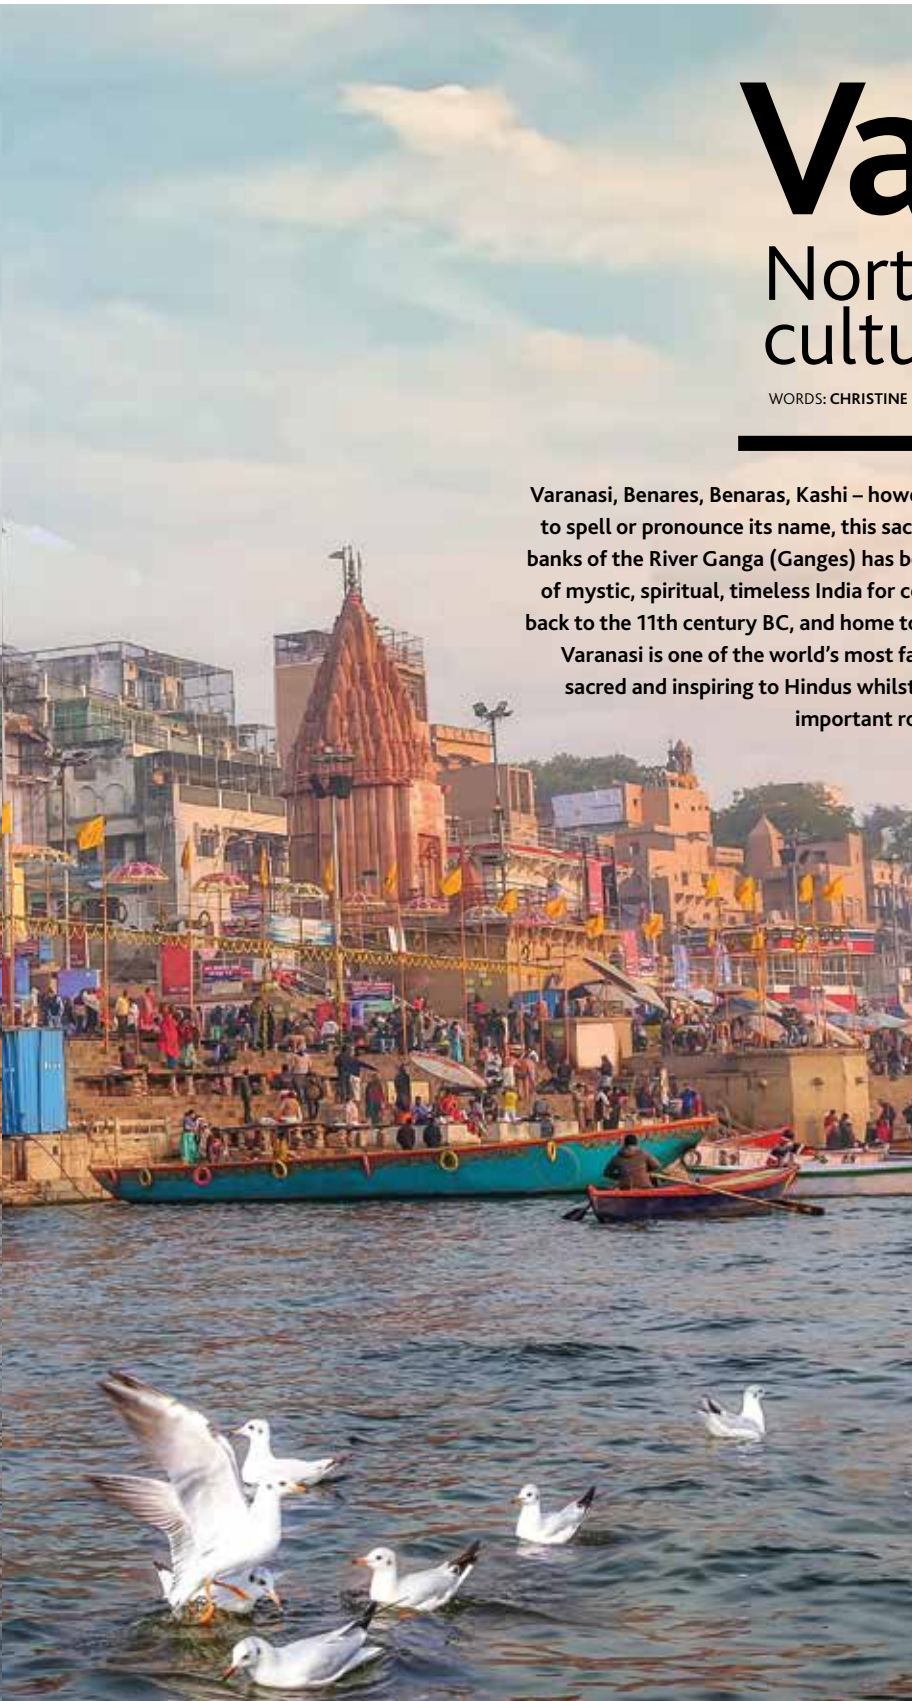 Va
Nort
cultu
WORDS: CHRISTINE
Varanasi, Benares, Benaras, Kashi – howe
to spell or pronounce its name, this sac
banks of the River Ganga (Ganges) has b
of mystic, spiritual, timeless India for c
back to the 11th century BC, and home to
Varanasi is one of the world's most fa
sacred and inspiring to Hindus whilst
important ro